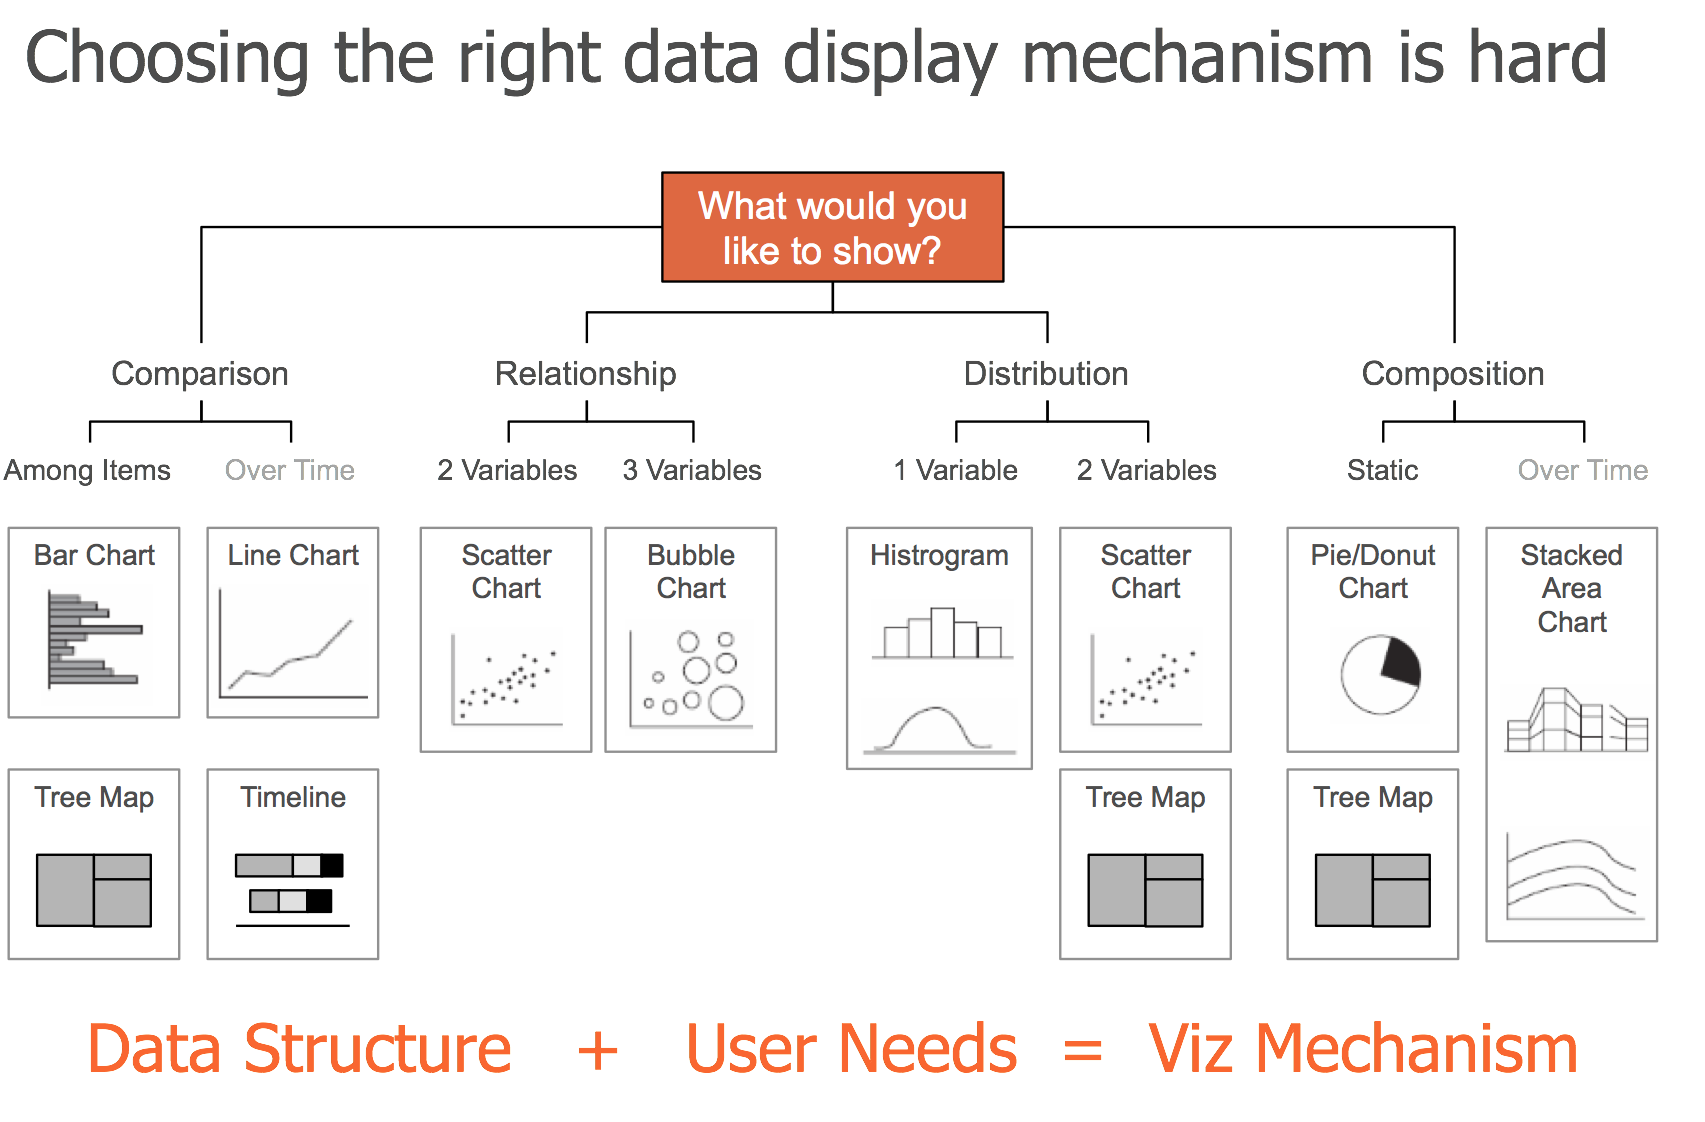 Choosing the right data display mechanism is hard
What would you
like to show?
Comparison
Relationship
Distribution
Composition
Among Items
Over Time
2 Variables
3 Variables
1 Variable
2 Variables
Static
Over Time
Bar Chart
Line Chart
Scatter
Chart
Bubble
Chart
Histrogram
Scatter
Chart
Pie/Donut
Chart
Stacked
Area
Chart
Tree Map
Timeline
Tree Map
Tree Map
Data Structure + User Needs = Viz Mechanism